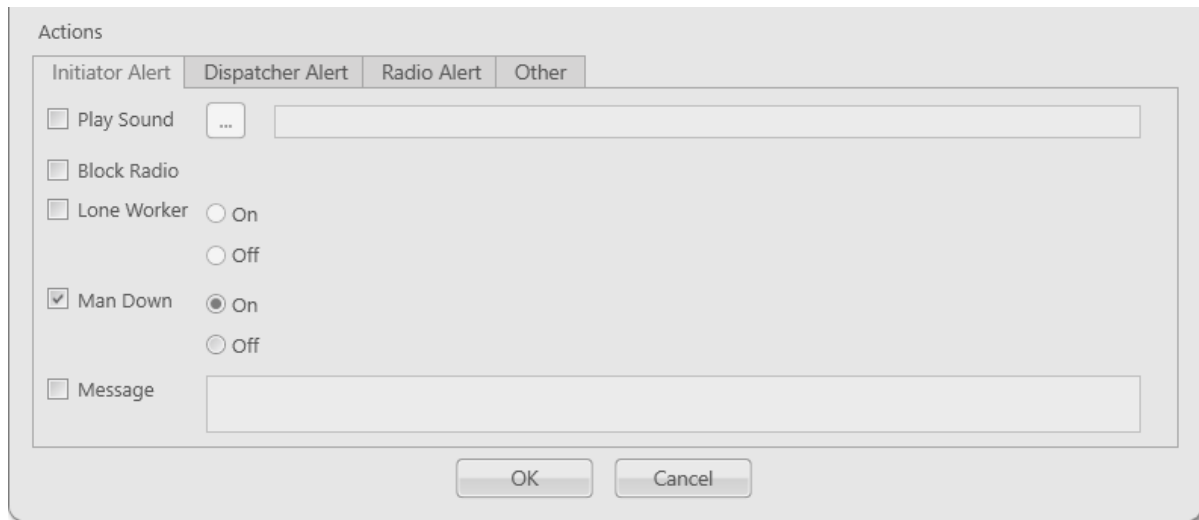 Actions
Initiator Alert Dispatcher Alert Radio Alert Other
Play Sound ...
Block Radio
Lone Worker On
Off
Man Down On
Off
Message
OK Cancel